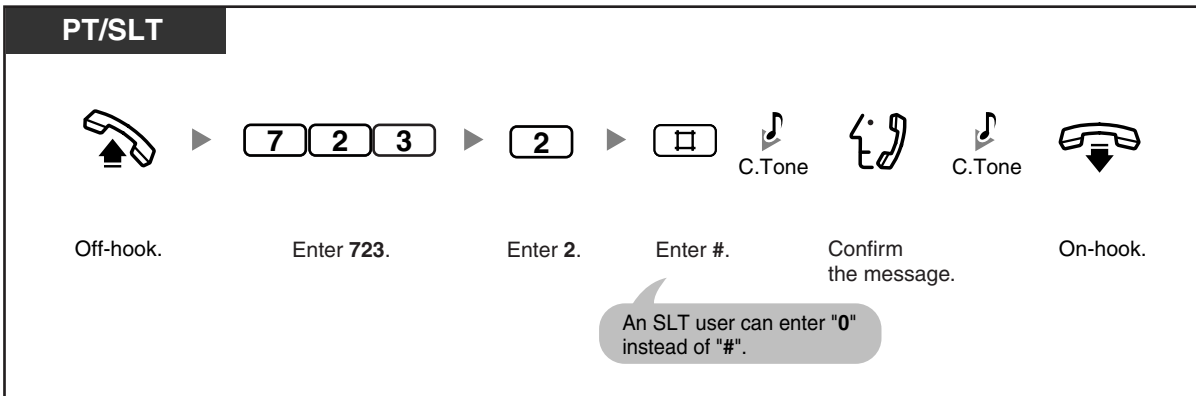 PT/SLT
7 2 3
2
#
C.Tone
C.Tone
Off-hook.
Enter 723.
Enter 2.
Enter #.
Confirm
the message.
On-hook.
An SLT user can enter "0"
instead of "#".